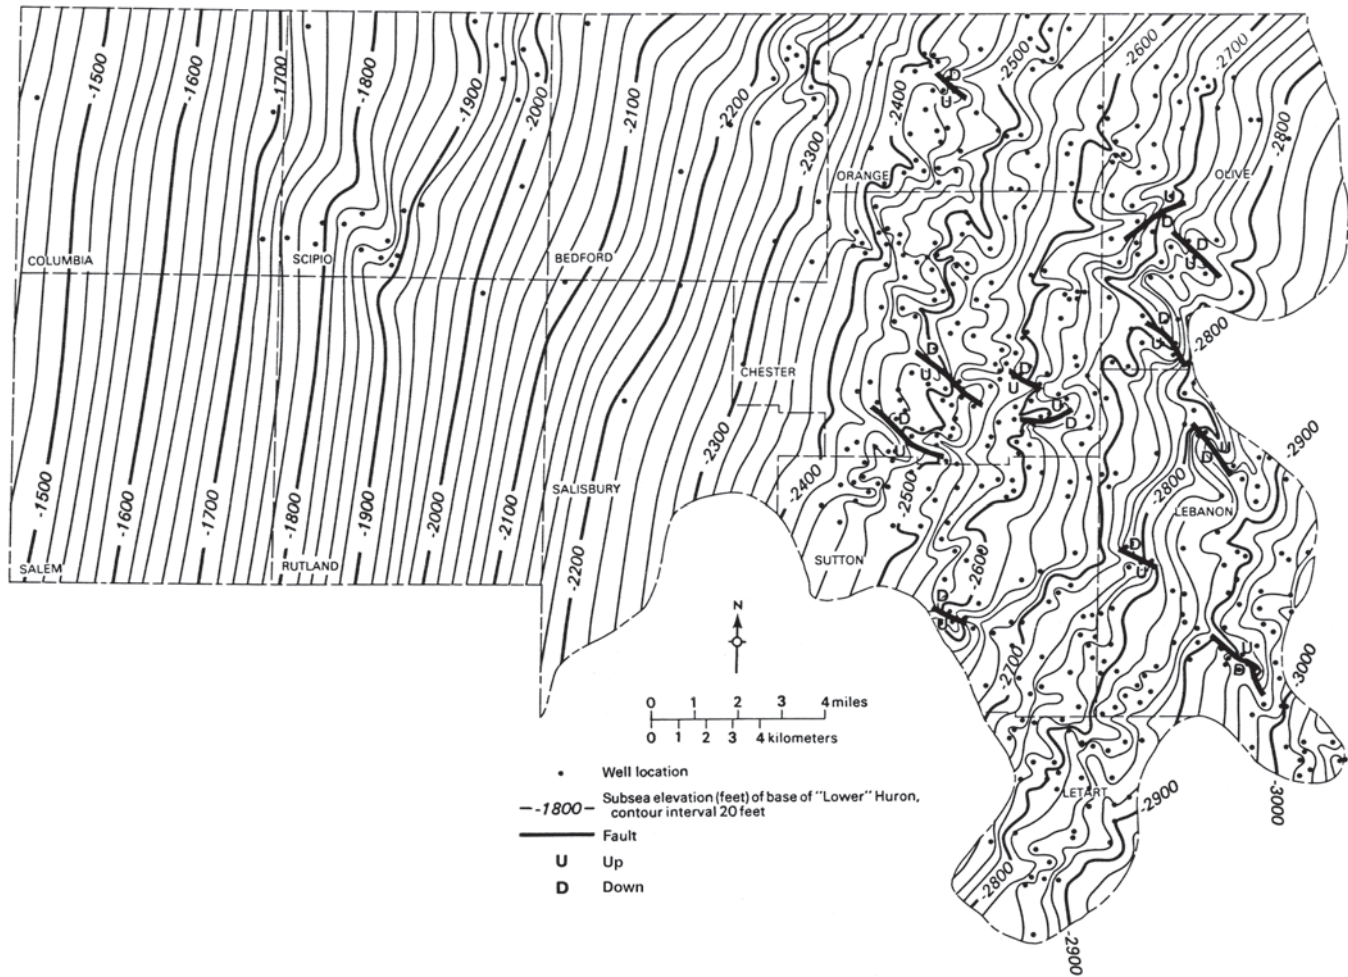 -1500
-1600
-1700
-1800
-1900
-2000
-2100
-2200
-2300
-2400
-2500
-2600
-2700
-2800
D
U
ORANGE
OLIVE
U
D
D
U
COLUMBIA
SCIPIO
BEDFORD
D
U
-2800
CHESTER
D
U
D
U
D
U
U
D
-2300
-2400
-2500
-2800
-2900
U
D
-1500
-1600
-1700
-1800
-1900
-2000
-2100
-2200
SALISBURY
LEBANON
SALEM
RUTLAND
SUTTON
-2600
D
U
D
U
N
-2700
U
D
-3000
0 1 2 3 4 miles
0 1 2 3 4 kilometers
• Well location
-1800- Subsea elevation (feet) of base of "Lower" Huron,
contour interval 20 feet
Fault
U Up
D Down
LETART
-2900
-3000
-2800
-2900